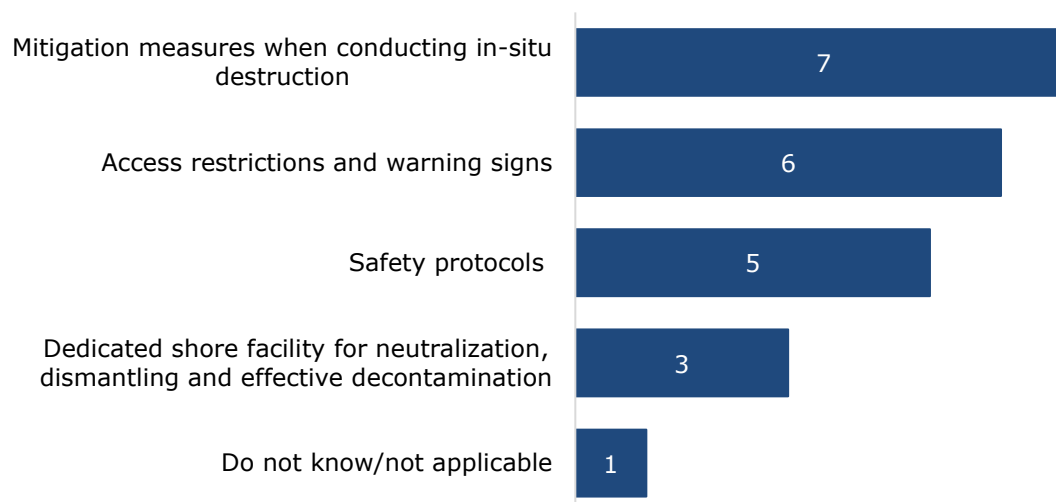 Mitigation measures when conducting in-situ
destruction
7
Access restrictions and warning signs
6
Safety protocols
5
Dedicated shore facility for neutralization,
dismantling and effective decontamination
3
Do not know/not applicable
1